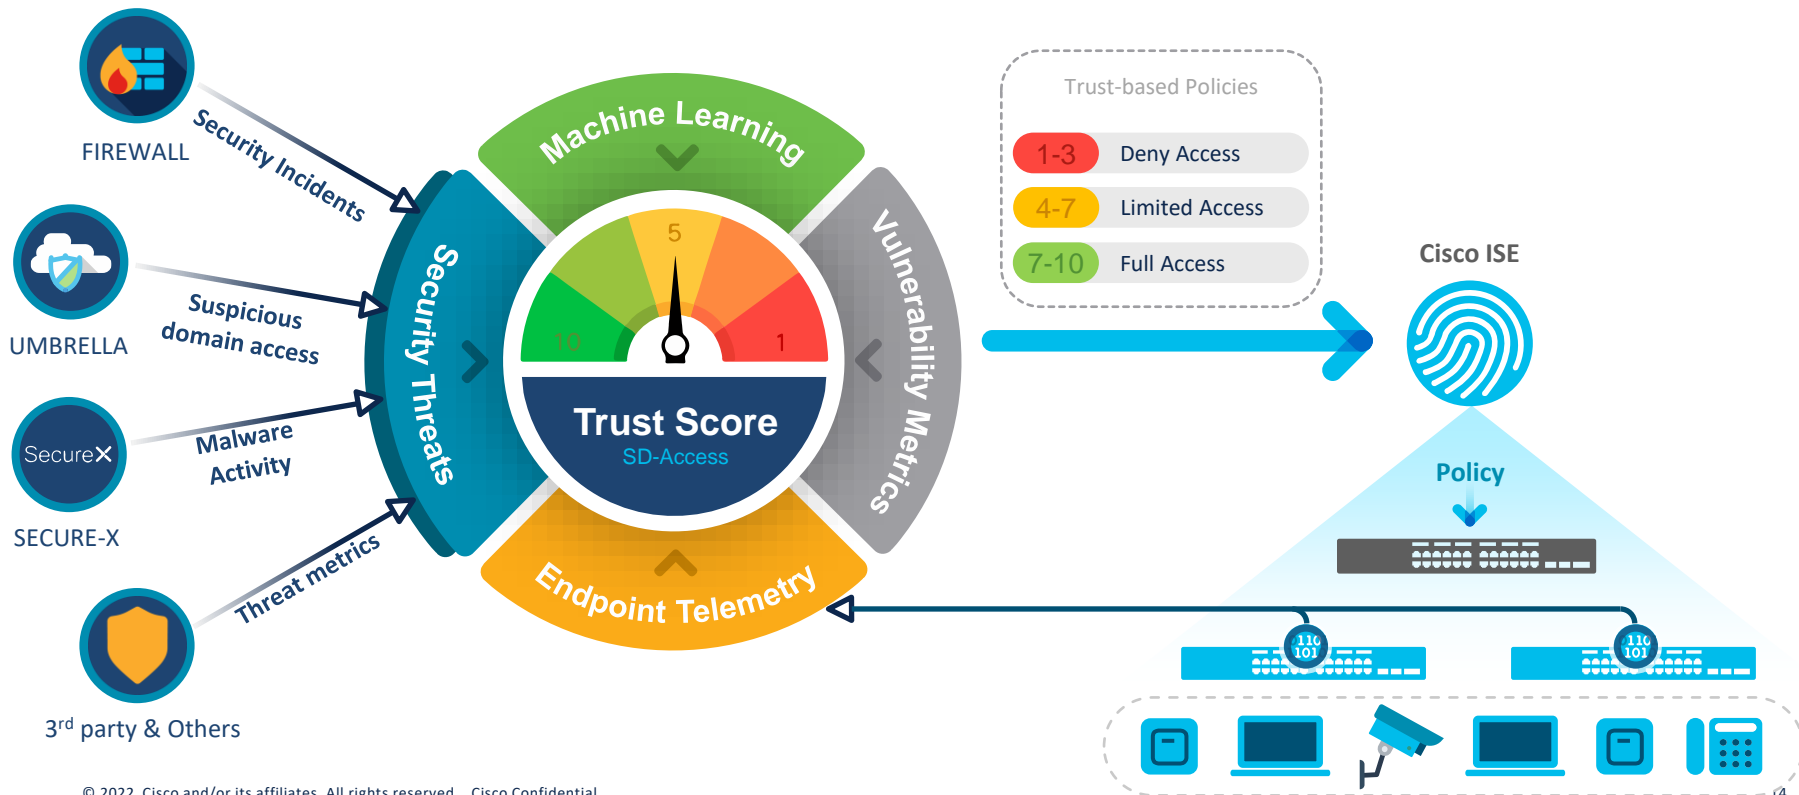 FIREWALL
Security Incidents
UMBRELLA
Suspicious
domain access
SecureX
Malware
Activity
SECURE-X
Threat metrics
3rd party & Others
Machine Learning
Security Threats
Vulnerability Metrics
Endpoint Telemetry
5
10
1
Trust Score
SD-Access
Trust-based Policies
1-3 Deny Access
4-7 Limited Access
7-10 Full Access
Cisco ISE
Policy
110
101
110
101
© 2022 Cisco and/or its affiliates. All rights reserved. Cisco Confidential